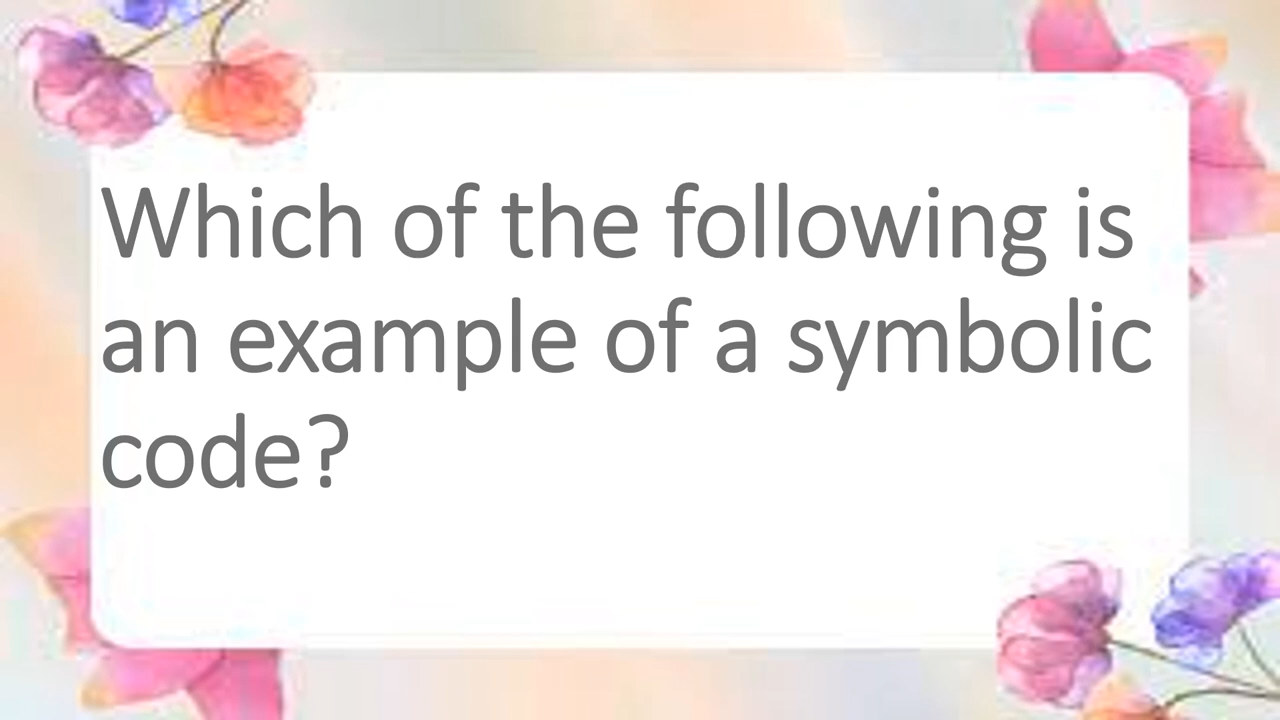 Which of the following is
an example of a symbolic
code?